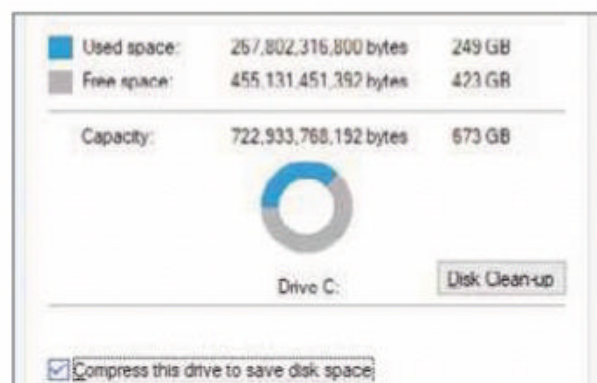 Used space: 267,802,316,800 bytes 249 GB
Free space: 455,131,451,392 bytes 423 GB
Capacity: 722,933,768,192 bytes 673 GB
Drive C:
Disk Clean-up
Compress this drive to save disk space